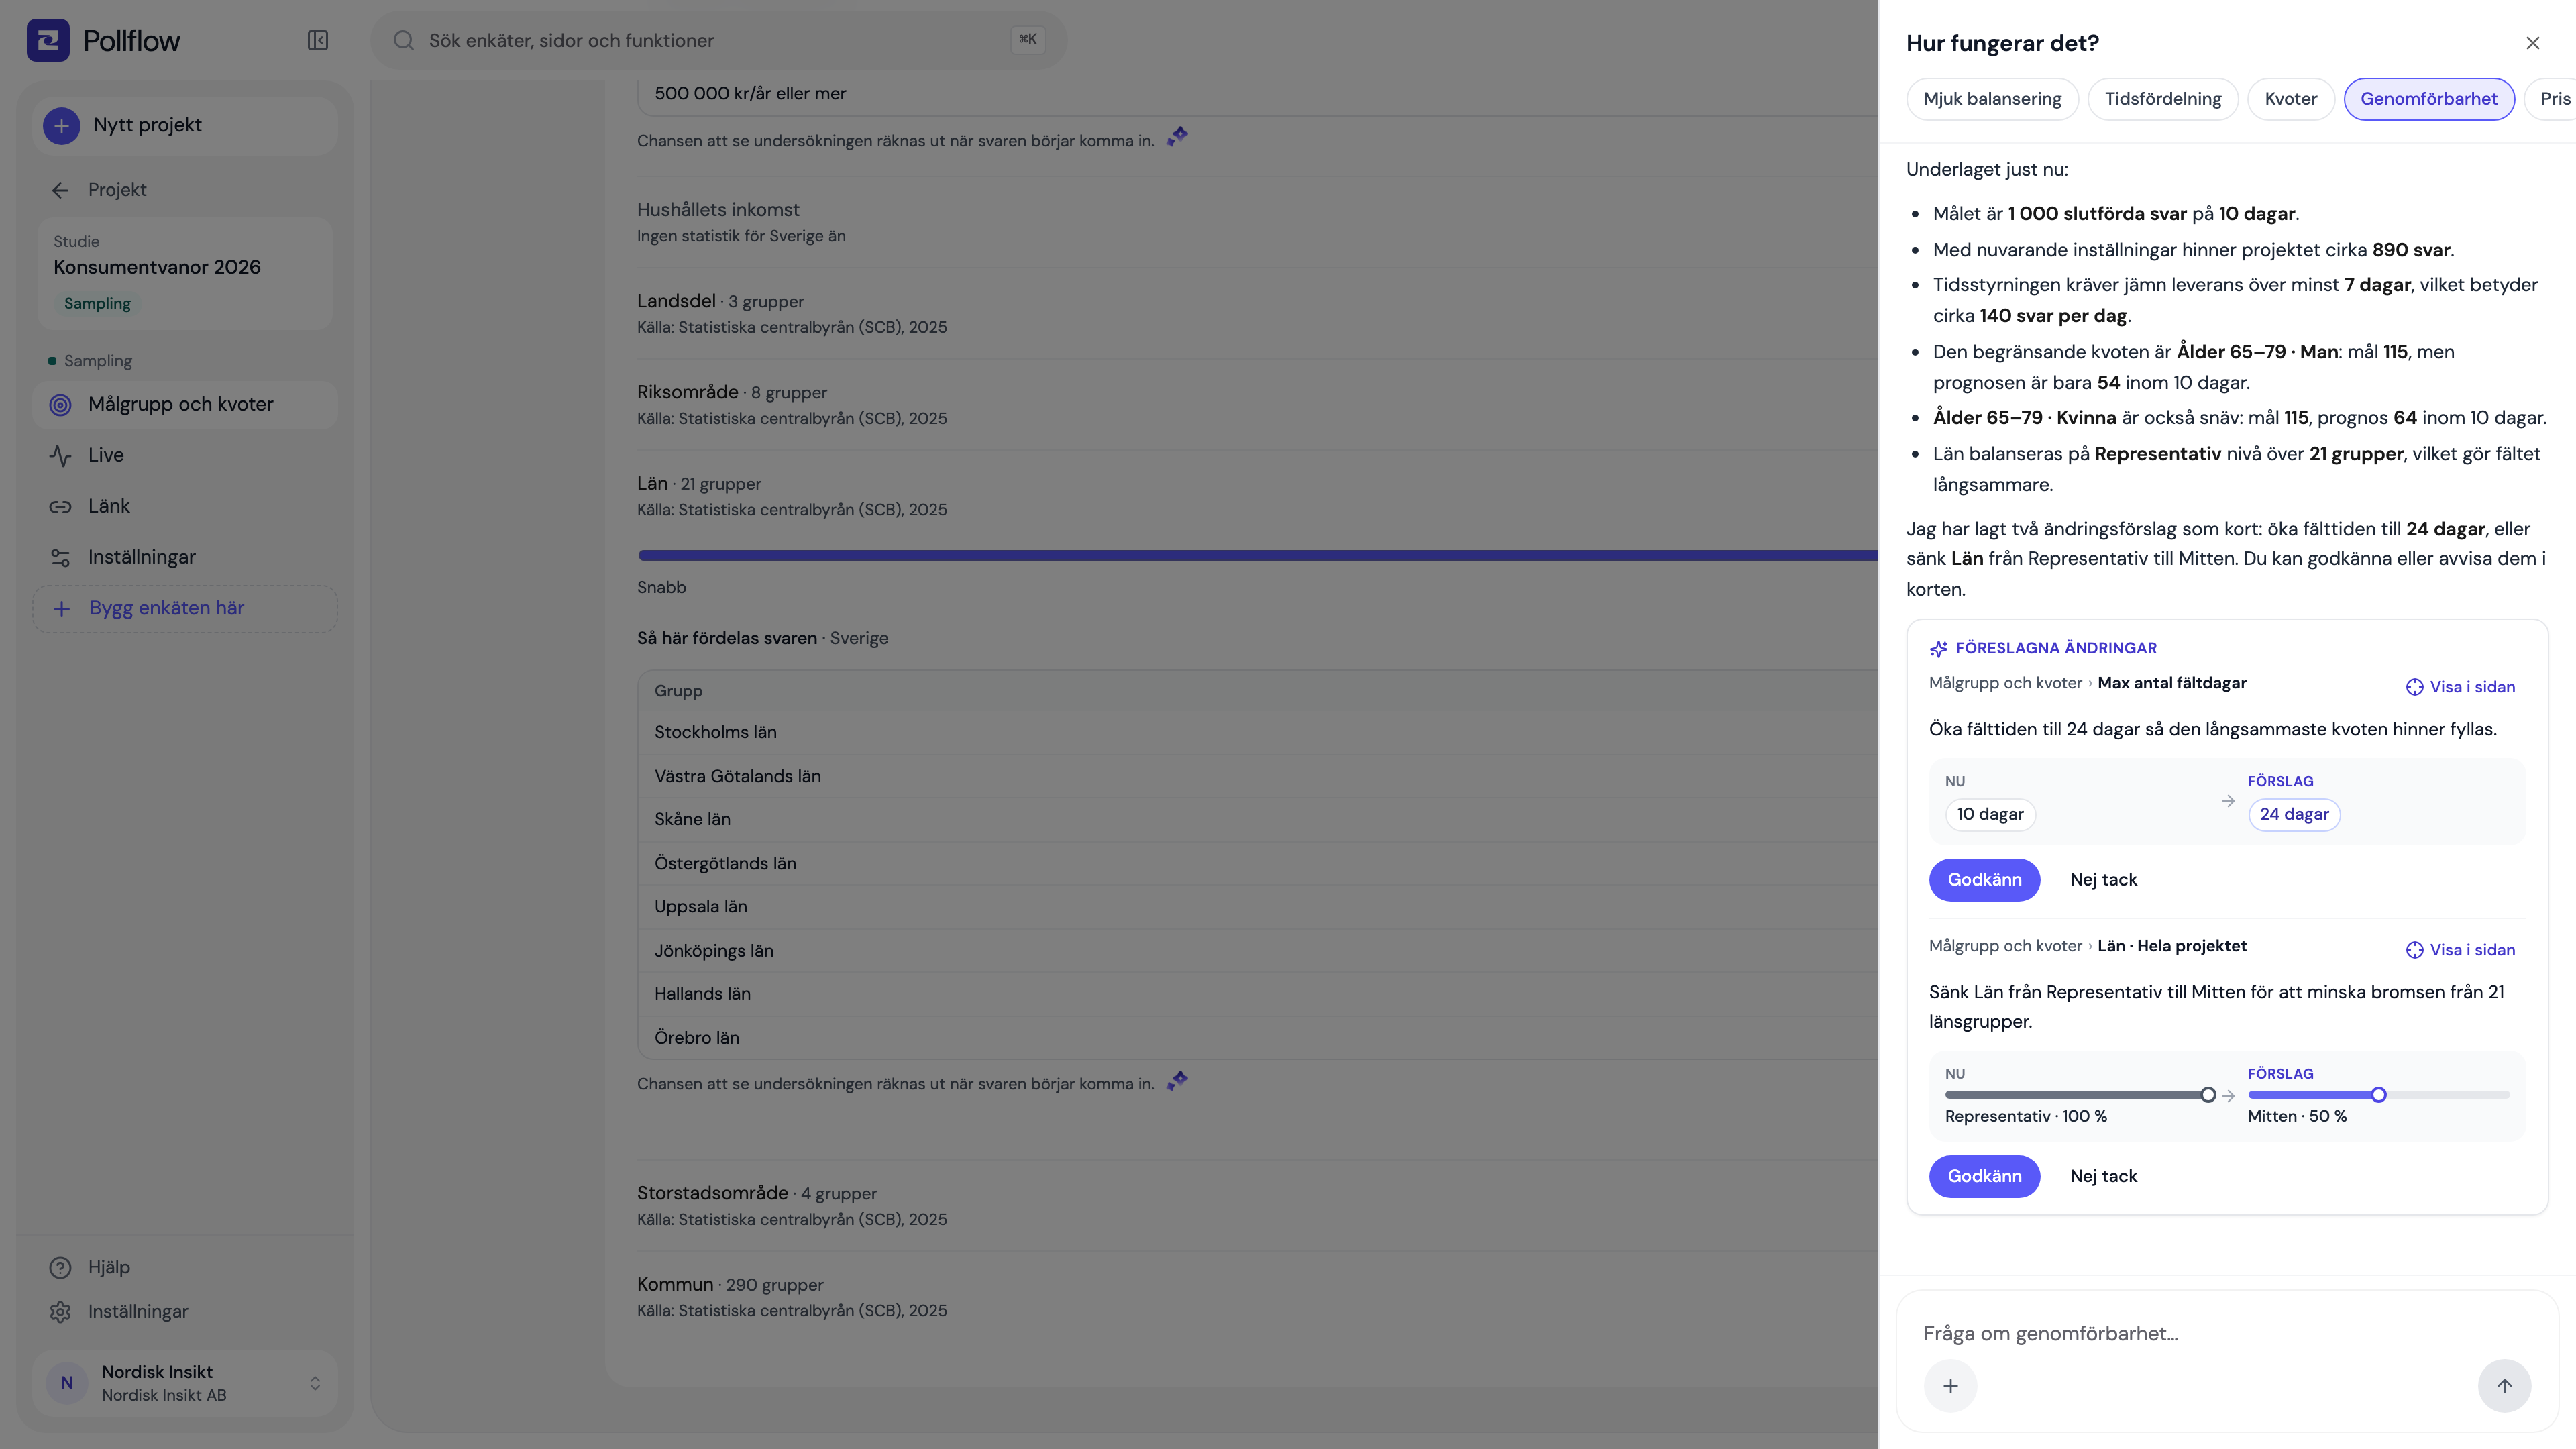 Pollflow
Sök enkäter, sidor och funktioner
⌘K
Nytt projekt
Projekt
Studie
Konsumentvanor 2026
Sampling
Sampling
Målgrupp och kvoter
Live
Länk
Inställningar
Bygg enkäten här
Hjälp
Inställningar
N
Nordisk Insikt
Nordisk Insikt AB
500 000 kr/år eller mer
Chansen att se undersökningen räknas ut när svaren börjar komma in.
Hushållets inkomst
Ingen statistik för Sverige än
Landsdel · 3 grupper
Källa: Statistiska centralbyrån (SCB), 2025
Riksområde · 8 grupper
Källa: Statistiska centralbyrån (SCB), 2025
Län · 21 grupper
Källa: Statistiska centralbyrån (SCB), 2025
Snabb
Så här fördelas svaren · Sverige
Grupp
Stockholms län
Västra Götalands län
Skåne län
Östergötlands län
Uppsala län
Jönköpings län
Hallands län
Örebro län
Chansen att se undersökningen räknas ut när svaren börjar komma in.
Storstadsområde · 4 grupper
Källa: Statistiska centralbyrån (SCB), 2025
Kommun · 290 grupper
Källa: Statistiska centralbyrån (SCB), 2025
Hur fungerar det?
Mjuk balansering
Tidsfördelning
Kvoter
Genomförbarhet
Pris
Underlaget just nu:
• Målet är 1 000 slutförda svar på 10 dagar.
• Med nuvarande inställningar hinner projektet cirka 890 svar.
• Tidsstyrningen kräver jämn leverans över minst 7 dagar, vilket betyder
cirka 140 svar per dag.
• Den begränsande kvoten är Ålder 65–79 · Man: mål 115, men
prognosen är bara 54 inom 10 dagar.
• Ålder 65–79 · Kvinna är också snäv: mål 115, prognos 64 inom 10 dagar.
• Län balanseras på Representativ nivå över 21 grupper, vilket gör fältet
långsammare.
Jag har lagt två ändringsförslag som kort: öka fälttiden till 24 dagar, eller
sänk Län från Representativ till Mitten. Du kan godkänna eller avvisa dem i
korten.
FÖRESLAGNA ÄNDRINGAR
Målgrupp och kvoter › Max antal fältdagar
Visa i sidan
Öka fälttiden till 24 dagar så den långsammaste kvoten hinner fyllas.
NU
10 dagar
→
FÖRSLAG
24 dagar
Godkänn
Nej tack
Målgrupp och kvoter › Län · Hela projektet
Visa i sidan
Sänk Län från Representativ till Mitten för att minska bromsen från 21
länsgrupper.
NU
Representativ · 100 %
→
FÖRSLAG
Mitten · 50 %
Godkänn
Nej tack
Fråga om genomförbarhet...